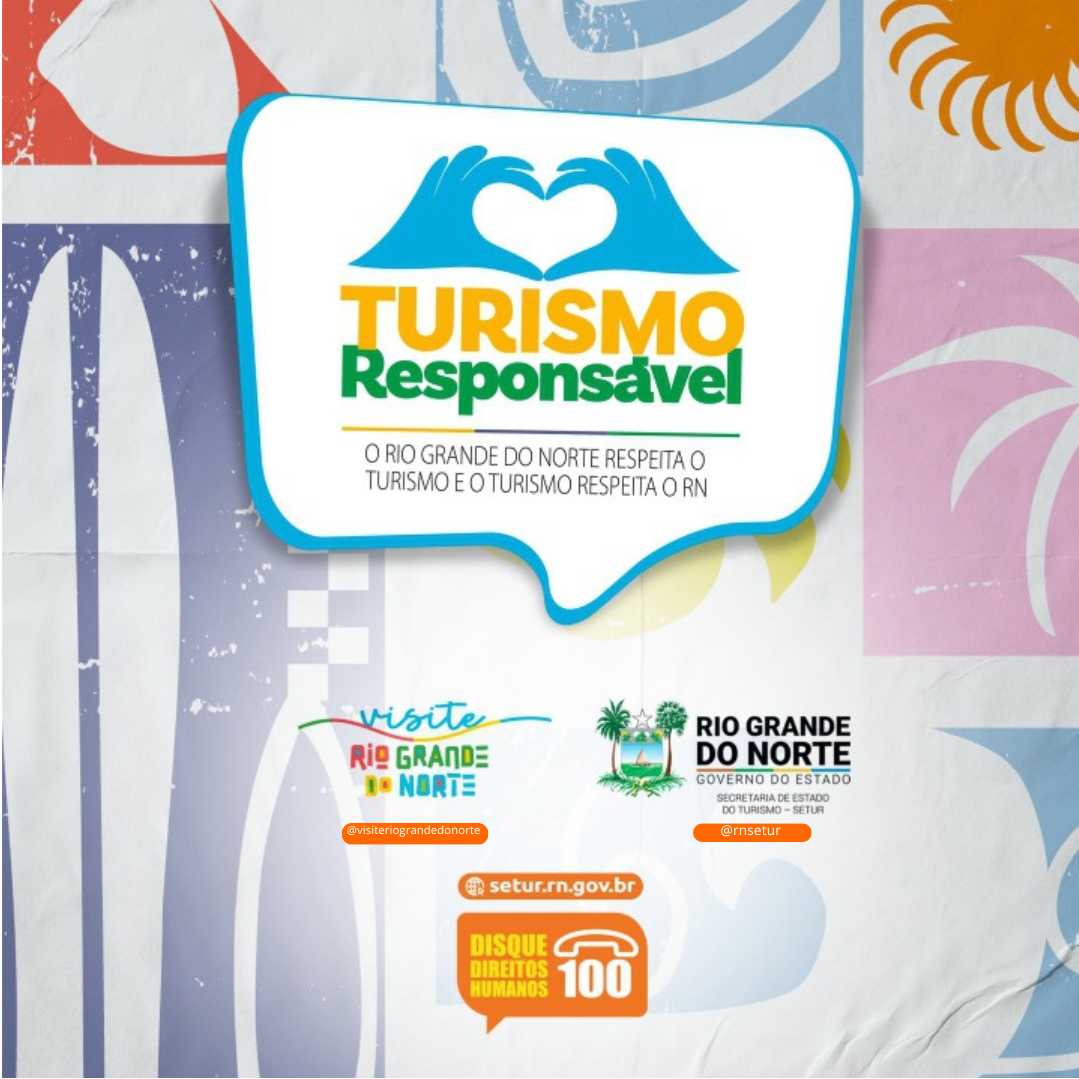 TURISMO
Responsável
O RIO GRANDE DO NORTE RESPEITA O
TURISMO E O TURISMO RESPEITA O RN
visite
RIO GRANDE
DO NORTE
@visiteriograndedonorte
RIO GRANDE
DO NORTE
GOVERNO DO ESTADO
SECRETARIA DE ESTADO
DO TURISMO – SETUR
@rnsetur
setur.rn.gov.br
DISQUE
DIREITOS
HUMANOS
100